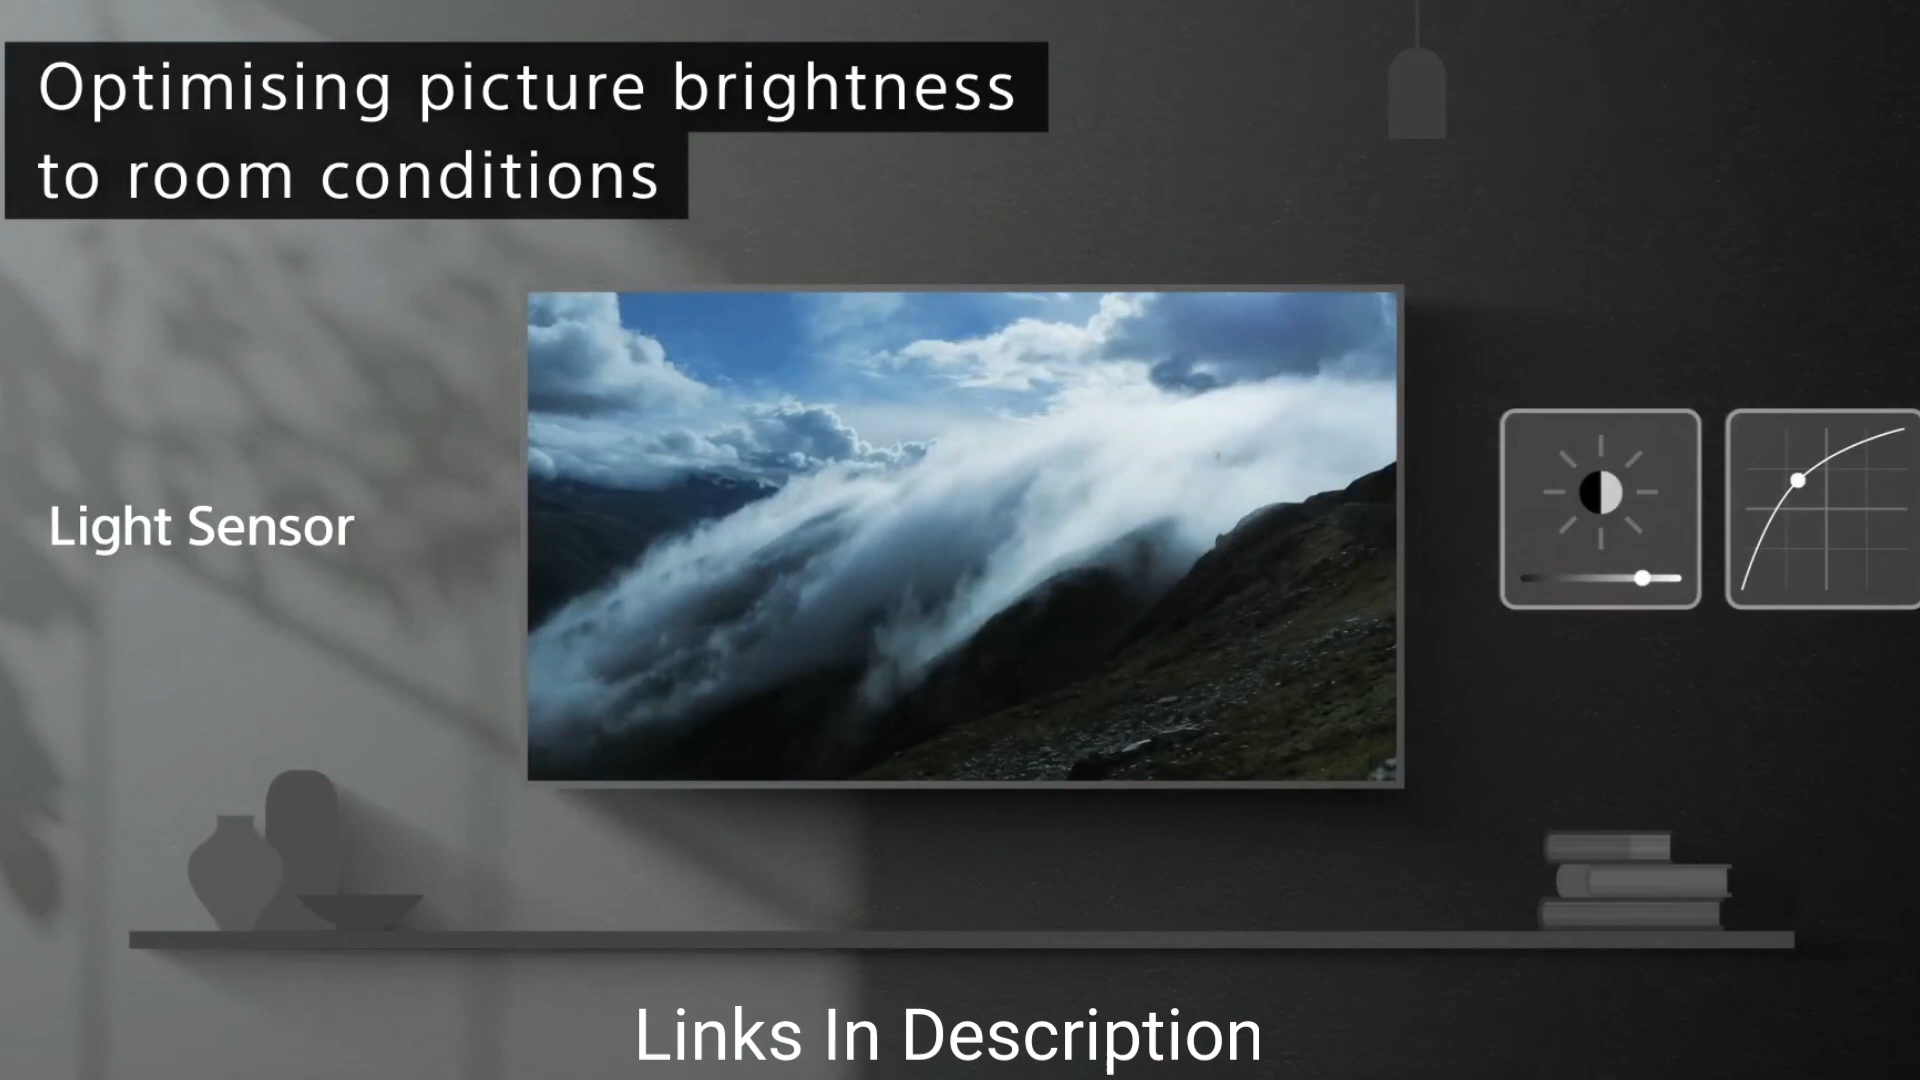 Optimising picture brightness
to room conditions
Light Sensor
Links In Description